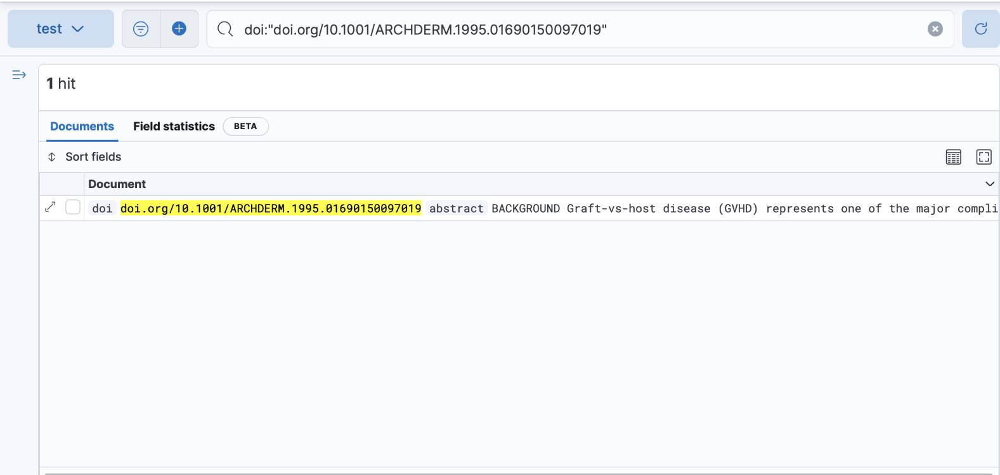 test
doi:"doi.org/10.1001/ARCHDERM.1995.01690150097019"
1 hit
Documents Field statistics BETA
Sort fields
Document
doi doi.org/10.1001/ARCHDERM.1995.01690150097019 abstract BACKGROUND Graft-vs-host disease (GVHD) represents one of the major compli